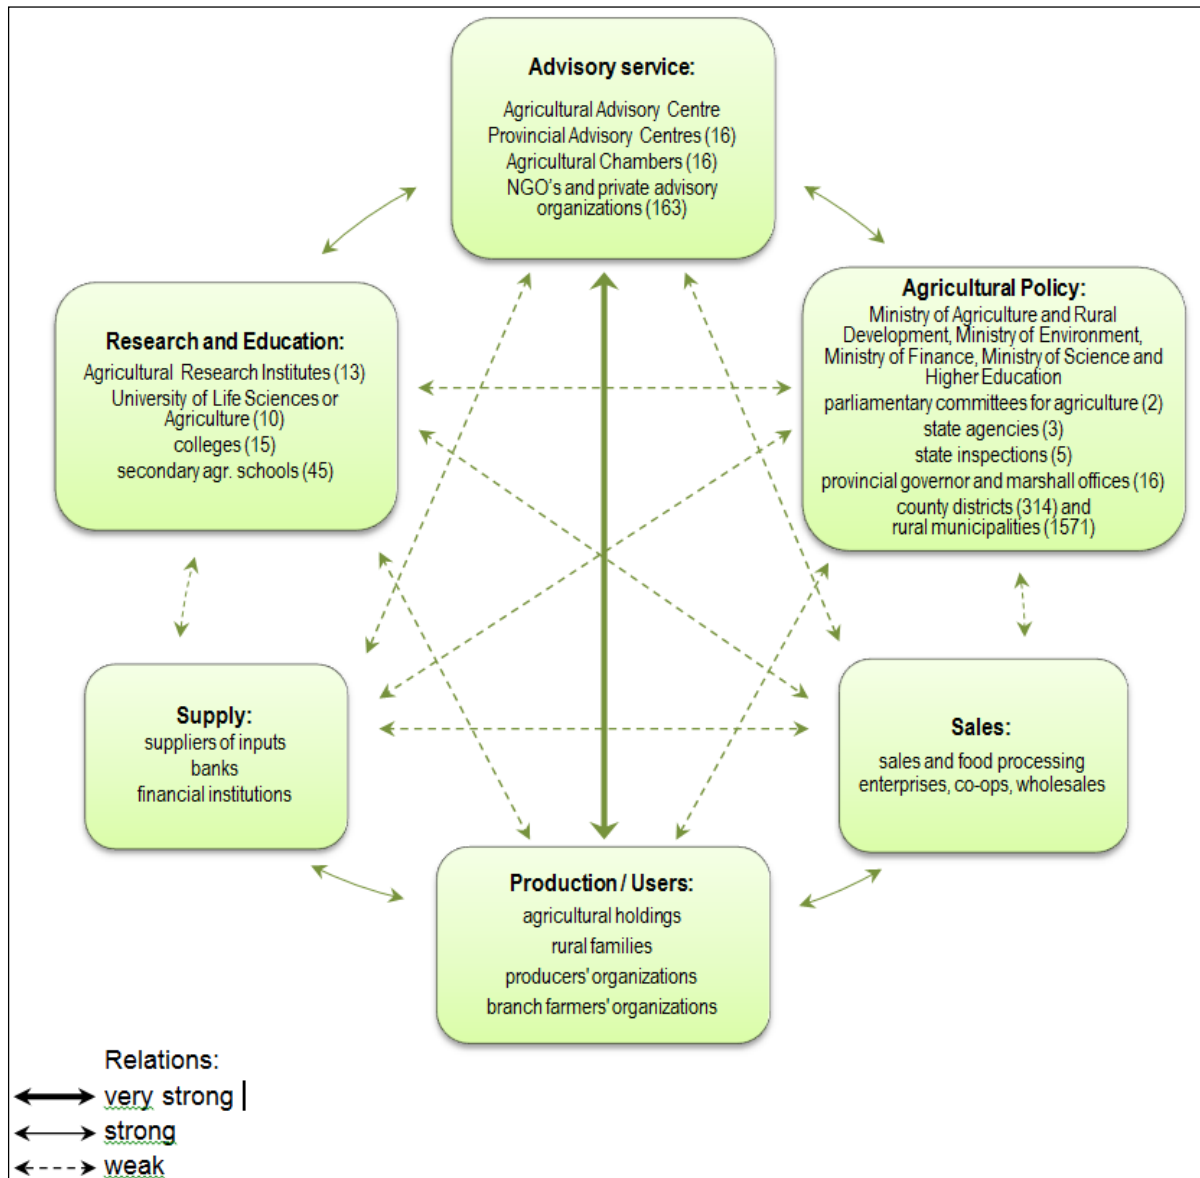 Advisory service:
Agricultural Advisory Centre
Provincial Advisory Centres (16)
Agricultural Chambers (16)
NGO's and private advisory
organizations (163)
Agricultural Policy:
Ministry of Agriculture and Rural
Development, Ministry of Environment,
Ministry of Finance, Ministry of Science and
Higher Education
parliamentary committees for agriculture (2)
state agencies (3)
state inspections (5)
provincial governor and marshall offices (16)
county districts (314) and
rural municipalities (1571)
Research and Education:
Agricultural Research Institutes (13)
University of Life Sciences or
Agriculture (10)
colleges (15)
secondary agr. schools (45)
Supply:
suppliers of inputs
banks
financial institutions
Sales:
sales and food processing
enterprises, co-ops, wholesales
Production / Users:
agricultural holdings
rural families
producers' organizations
branch farmers' organizations
Relations:
very strong
strong
weak